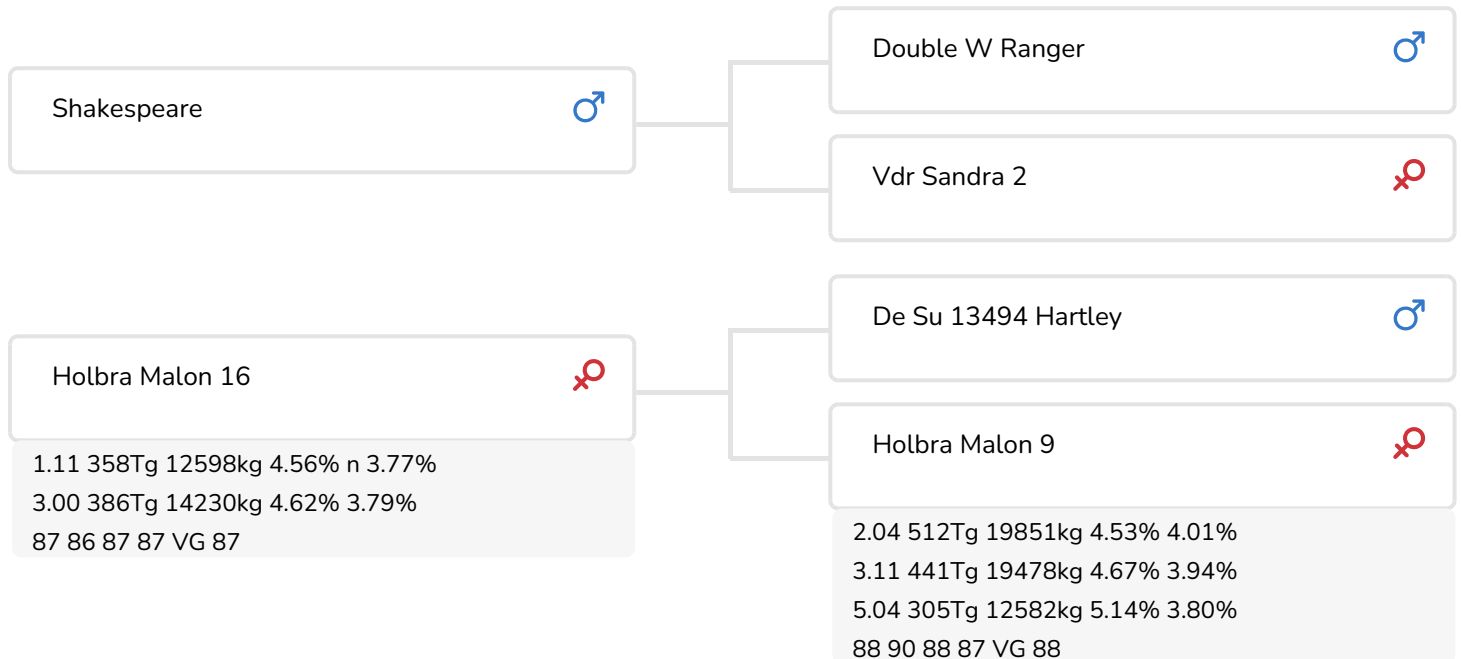 Double W Ranger
Shakespeare
Vdr Sandra 2
De Su 13494 Hartley
Holbra Malon 16
1.11 358Tg 12598kg 4.56% n 3.77%
3.00 386Tg 14230kg 4.62% 3.79%
87 86 87 87 VG 87
Holbra Malon 9
2.04 512Tg 19851kg 4.53% 4.01%
3.11 441Tg 19478kg 4.67% 3.94%
5.04 305Tg 12582kg 5.14% 3.80%
88 90 88 87 VG 88